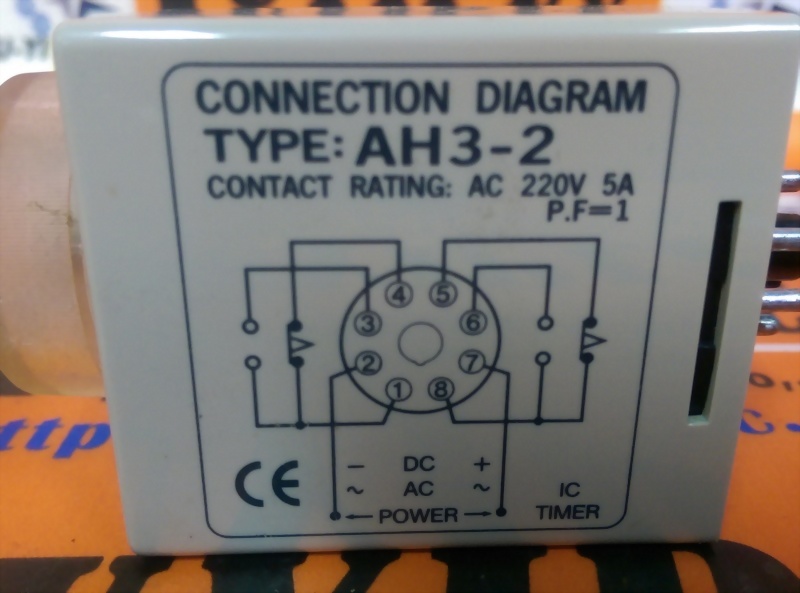 CONNECTION DIAGRAM
TYPE: AH3-2
CONTACT RATING: AC 220V 5A
P.F=1
4 5
3 6
2 7
1 8
CE
− DC +
~ AC ~
POWER
IC
TIMER
ttp